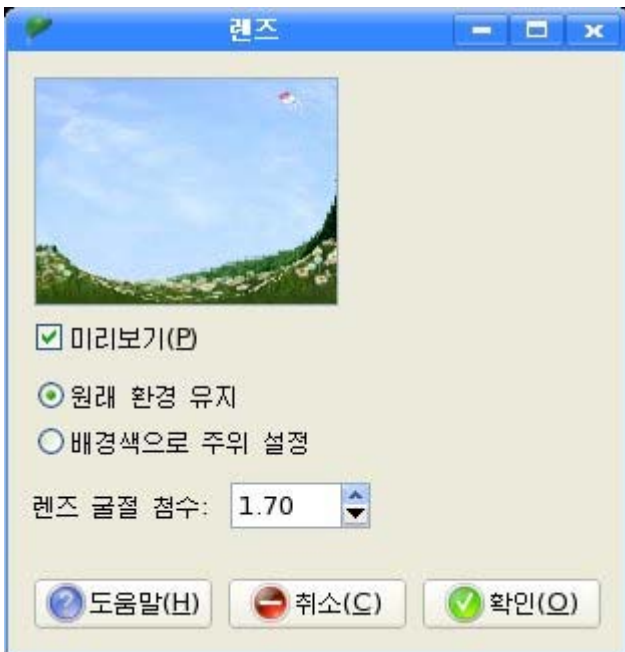 렌즈
미리보기(P)
원래 환경 유지
배경색으로 주위 설정
렌즈 굴절 첨수: 1.70
도움말(H) 취소(C) 확인(O)